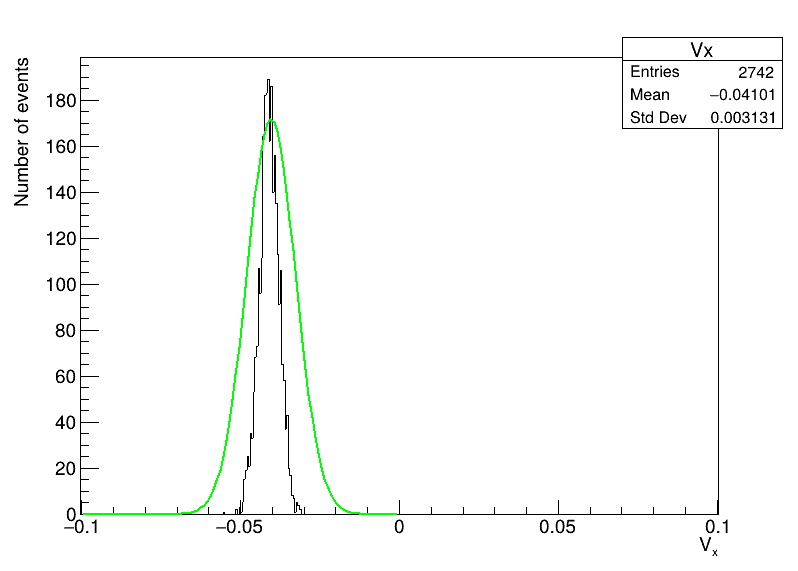 Vx
Entries 2742
Mean −0.04101
Std Dev 0.003131
Number of events
180
160
140
120
100
80
60
40
20
0
−0.1 −0.05 0 0.05 0.1
Vx